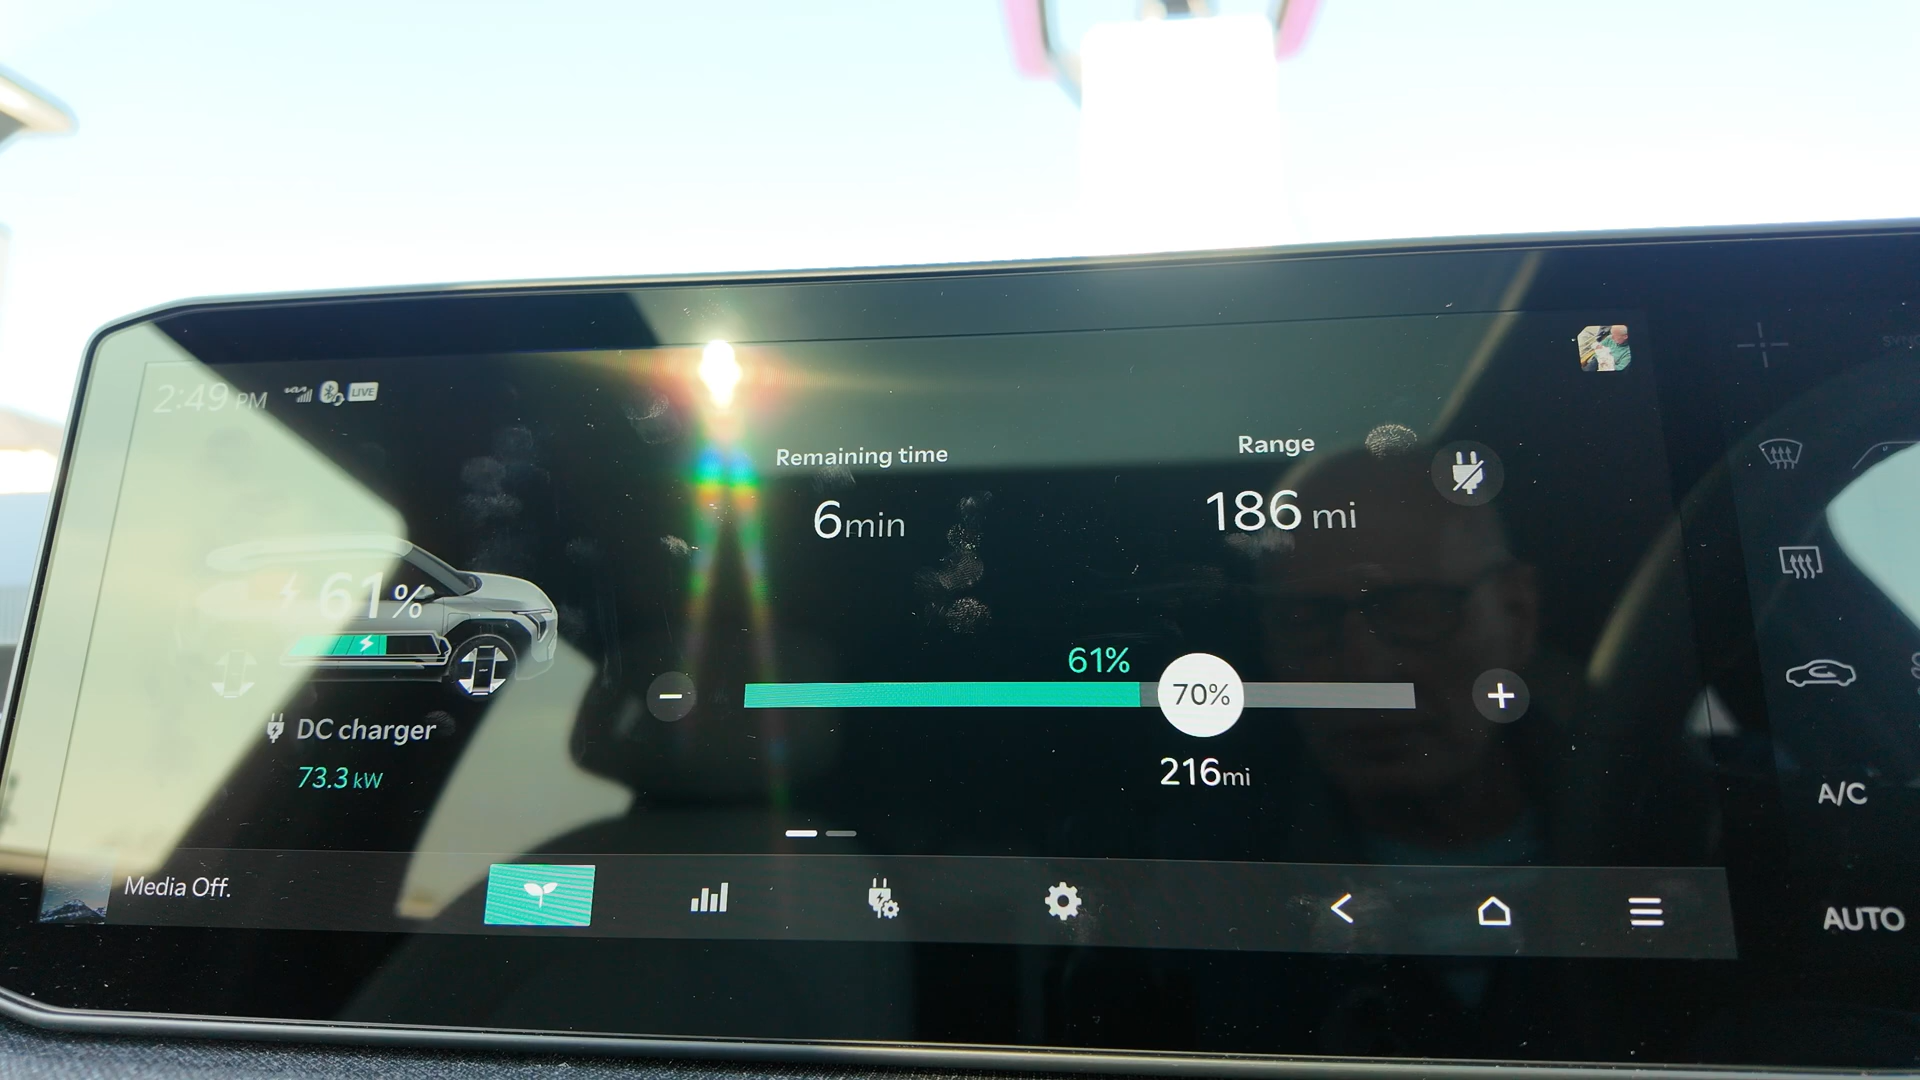 2:49 PM
LIVE
Remaining time
Range
6min
186 mi
61%
61%
70%
DC charger
73.3 kW
216mi
A/C
Media Off.
AUTO